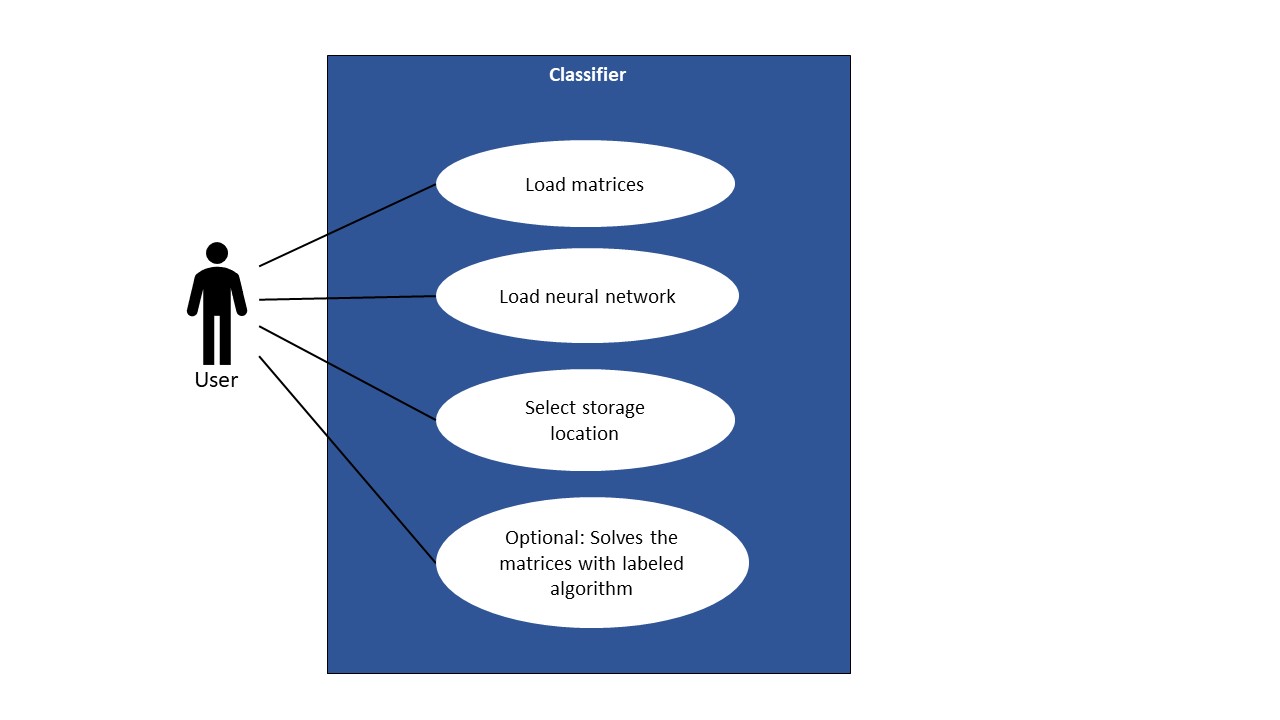 Classifier
Load matrices
Load neural network
User
Select storage
location
Optional: Solves the
matrices with labeled
algorithm